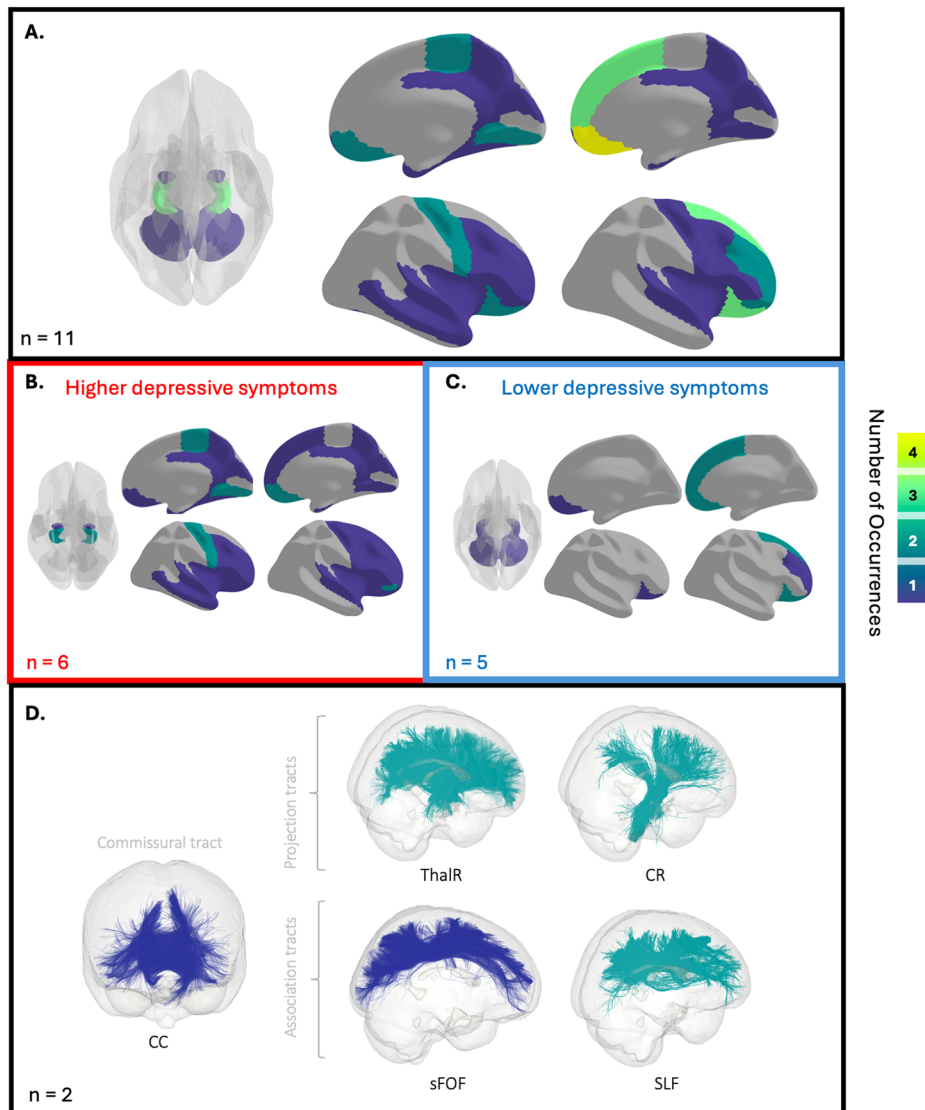 A.
n = 11
B.
Higher depressive symptoms
n = 6
C.
Lower depressive symptoms
n = 5
Number of Occurrences
4
3
2
1
D.
Commissural tract
CC
Projection tracts
ThalR
CR
Association tracts
sFOF
SLF
n = 2